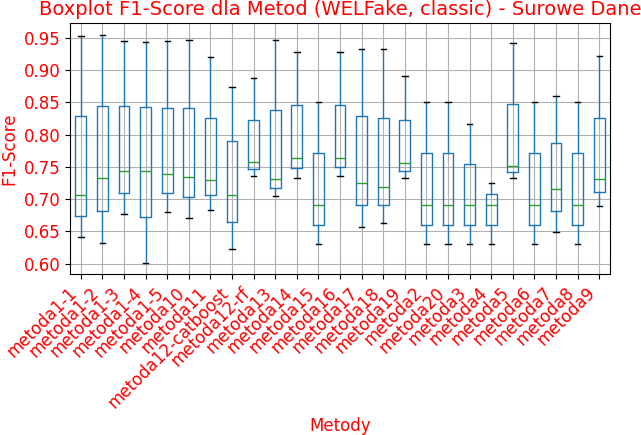 Boxplot F1-Score dla Metod (WELFake, classic) - Surowe Dane
F1-Score
0.95
0.90
0.85
0.80
0.75
0.70
0.65
0.60
metoda1-1
metoda1-2
metoda1-3
metoda1-4
metoda1-5
metoda10
metoda11
metoda12-catboost
metoda12-rf
metoda13
metoda14
metoda15
metoda16
metoda17
metoda18
metoda19
metoda2
metoda20
metoda3
metoda4
metoda5
metoda6
metoda7
metoda8
metoda9
Metody